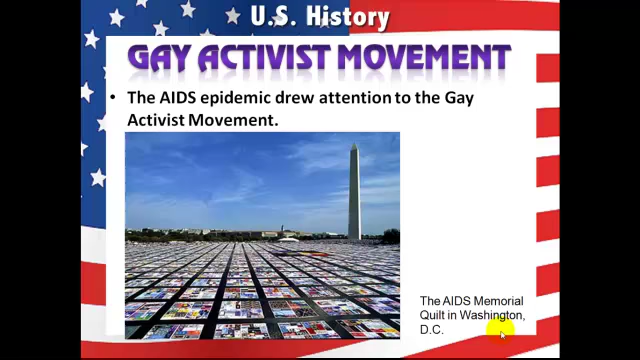 U.S. History
GAY ACTIVIST MOVEMENT
• The AIDS epidemic drew attention to the Gay
Activist Movement.
The AIDS Memorial
Quilt in Washington,
D.C.